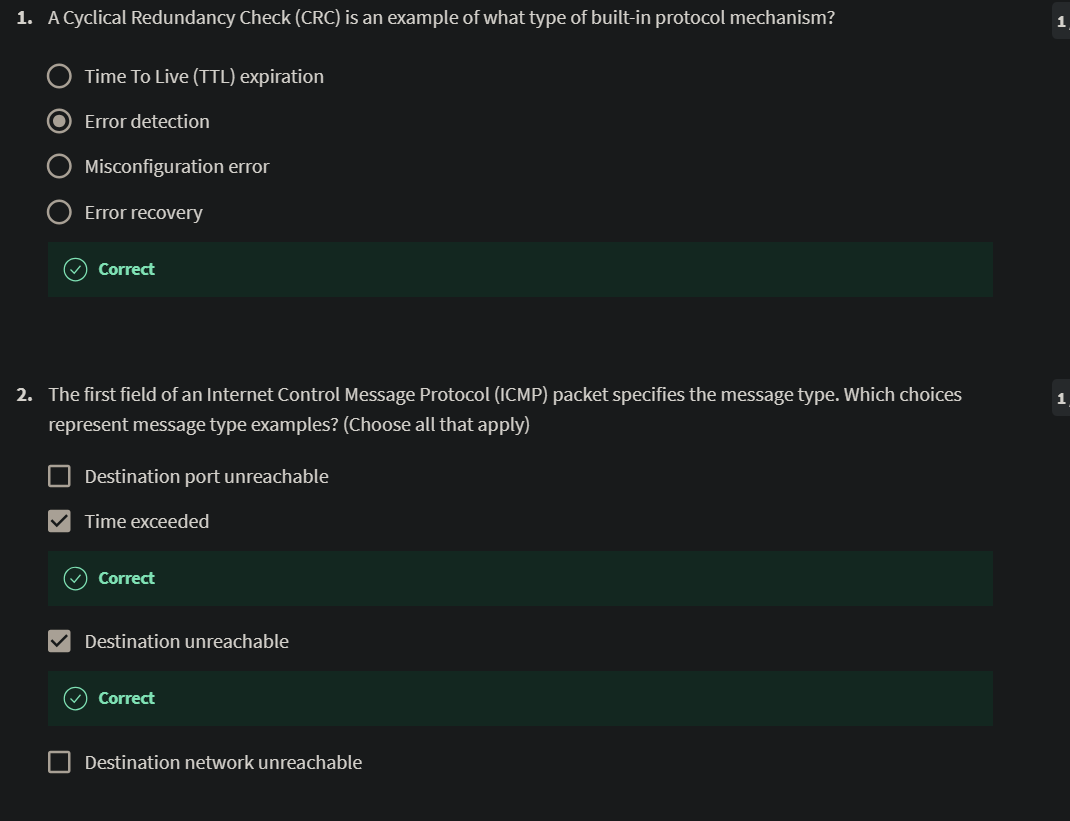 1. A Cyclical Redundancy Check (CRC) is an example of what type of built-in protocol mechanism?
1
Time To Live (TTL) expiration
Error detection
Misconfiguration error
Error recovery
Correct
2. The first field of an Internet Control Message Protocol (ICMP) packet specifies the message type. Which choices
1
represent message type examples? (Choose all that apply)
Destination port unreachable
Time exceeded
Correct
Destination unreachable
Correct
Destination network unreachable